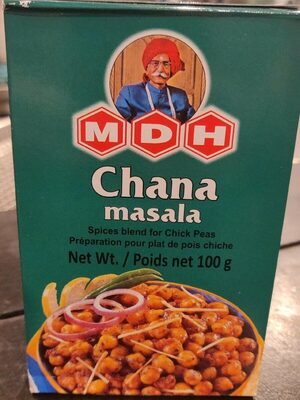 MDH
Chana
masala
Spices blend for Chick Peas
Préparation pour plat de pois chiche
Net Wt. / Poids net 100 g